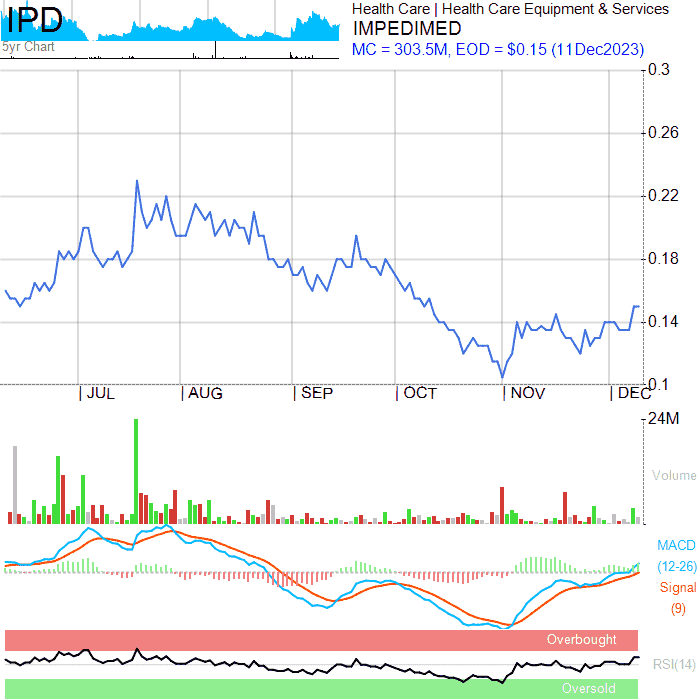 IPD
5yr Chart
Health Care | Health Care Equipment & Services
IMPEDIMED
MC = 303.5M, EOD = $0.15 (11Dec2023)
0.3
0.26
0.22
0.18
0.14
0.1
| JUL | AUG | SEP | OCT | NOV | DEC
24M
Volume
MACD
(12-26)
Signal
(9)
Overbought
RSI(14)
Oversold